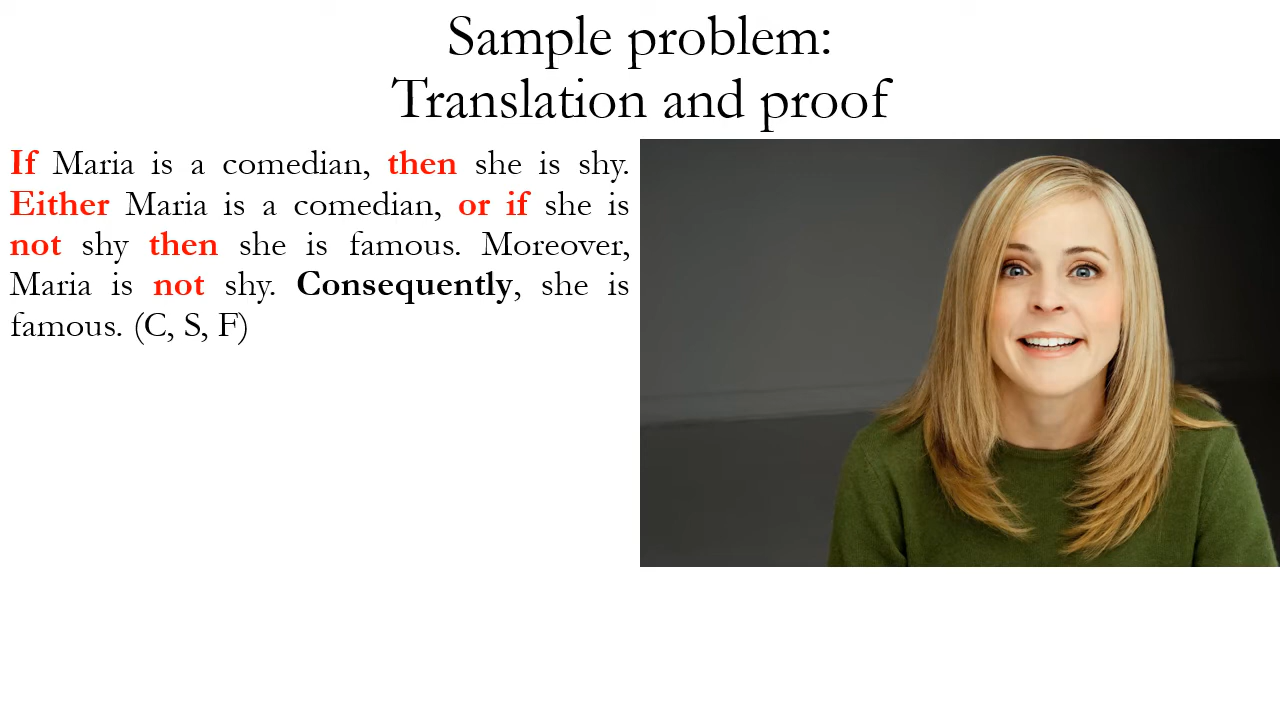 Sample problem:
Translation and proof
If Maria is a comedian, then she is shy.
Either Maria is a comedian, or if she is
not shy then she is famous. Moreover,
Maria is not shy. Consequently, she is
famous. (C, S, F)